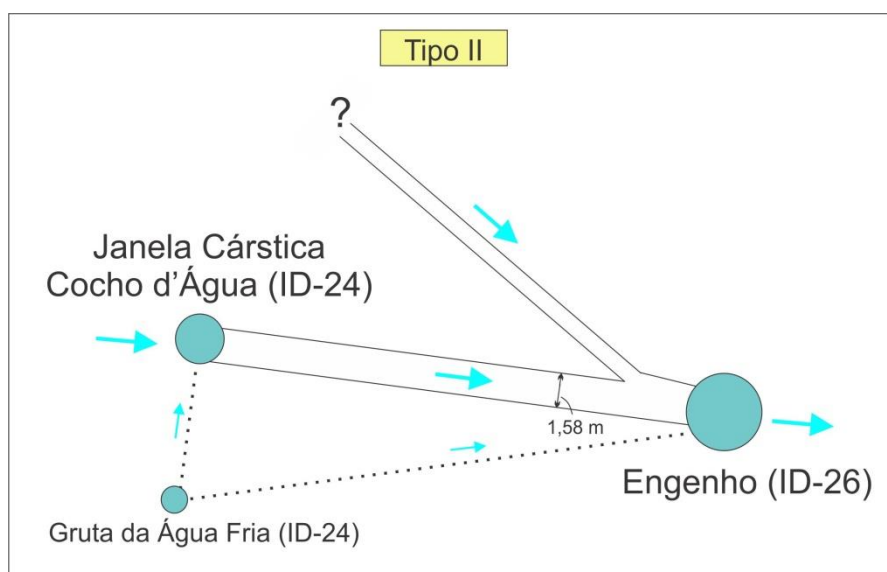 Tipo II
?
Janela Cárstica
Cocho d'Água (ID-24)
1,58 m
Engenho (ID-26)
Gruta da Água Fria (ID-24)